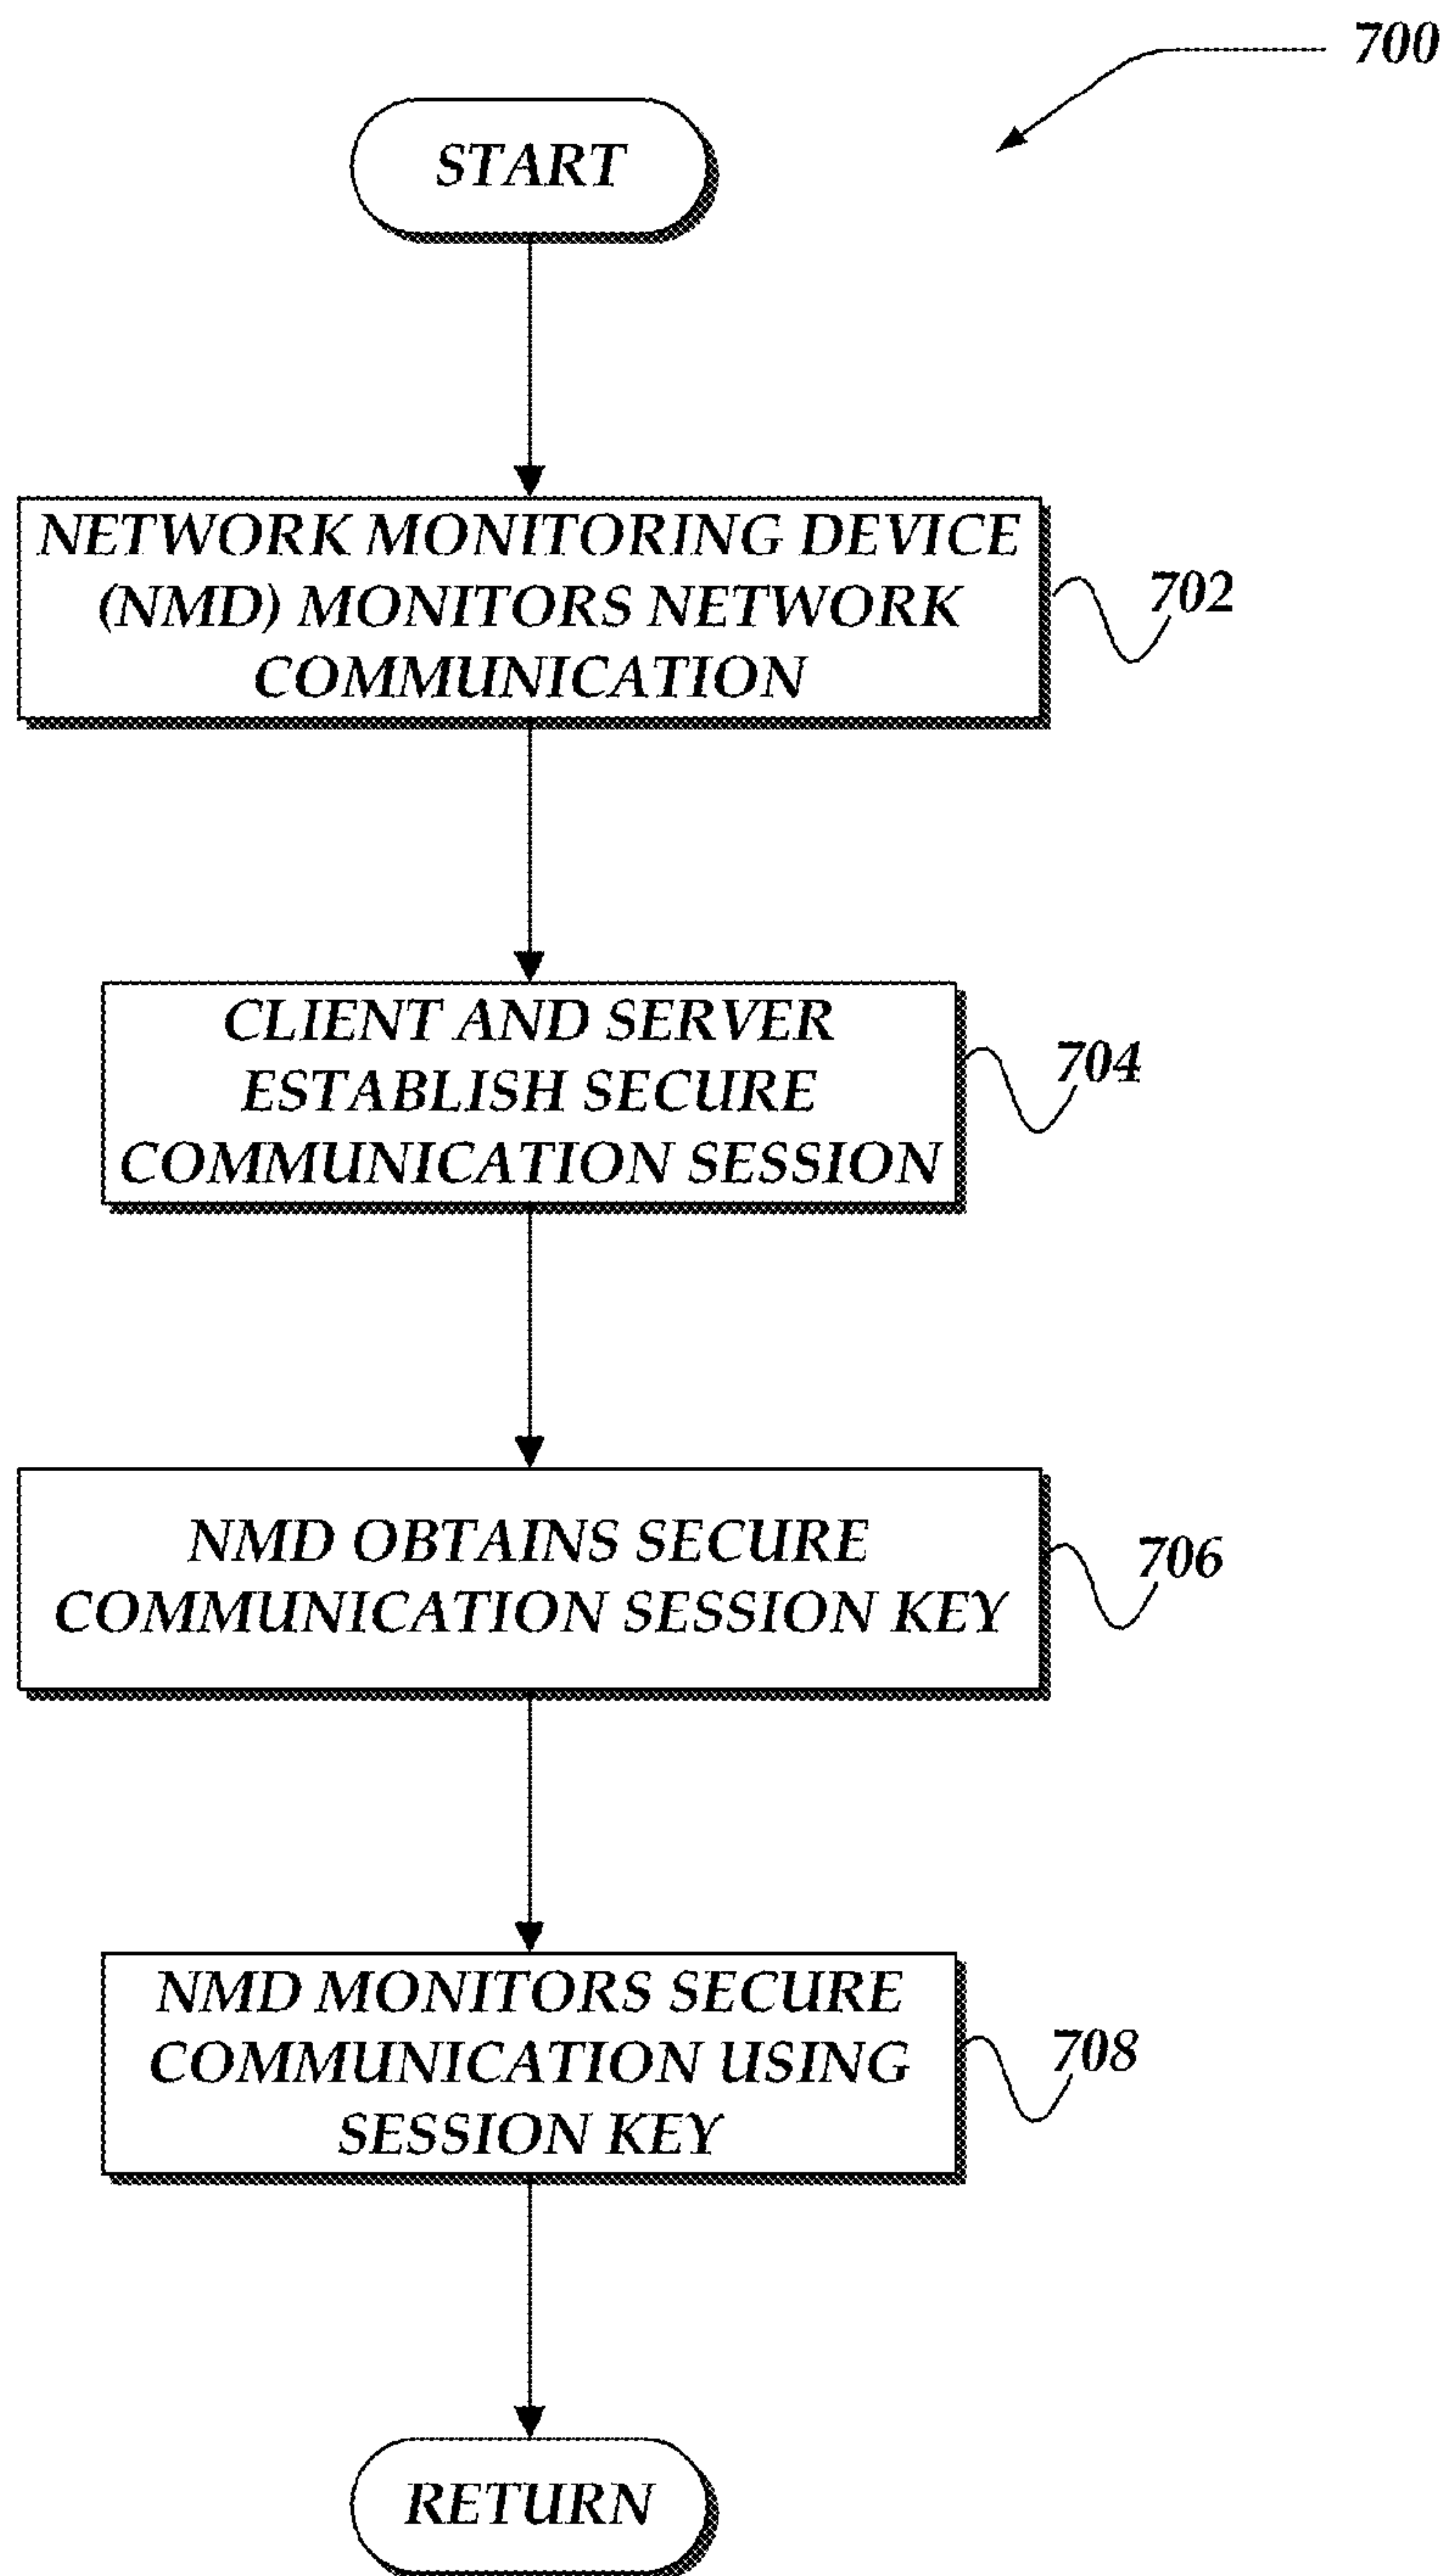 700
START
NETWORK MONITORING DEVICE
(NMD) MONITORS NETWORK
COMMUNICATION
702
CLIENT AND SERVER
ESTABLISH SECURE
COMMUNICATION SESSION
704
NMD OBTAINS SECURE
COMMUNICATION SESSION KEY
706
NMD MONITORS SECURE
COMMUNICATION USING
SESSION KEY
708
RETURN